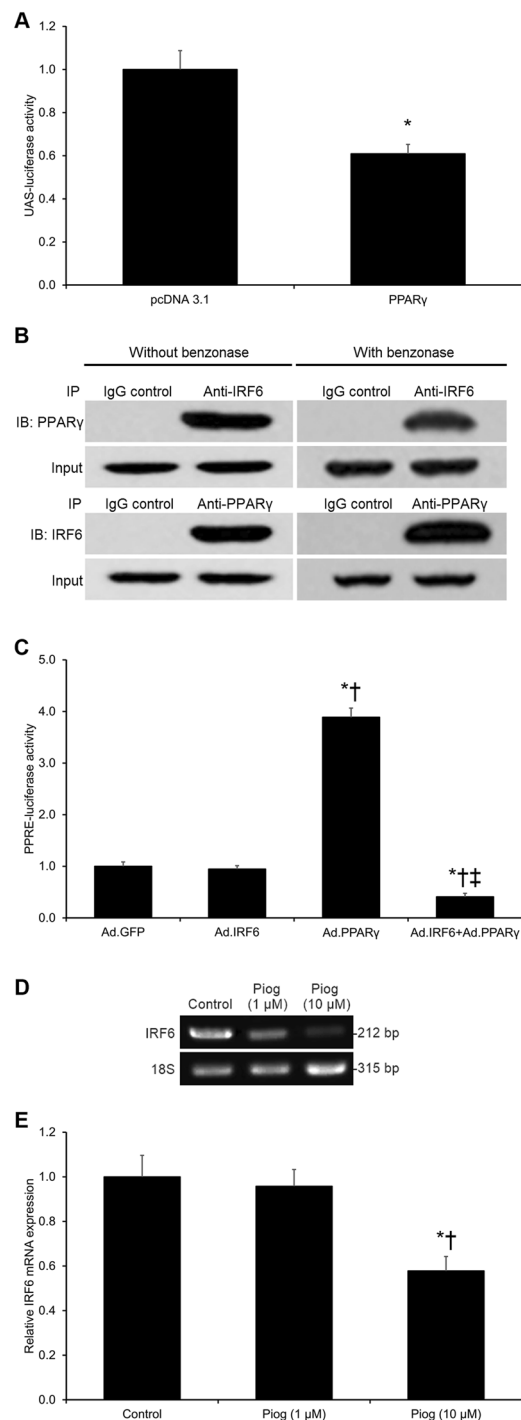 A
UAS-luciferase activity
1.2
1.0
0.8
0.6
0.4
0.2
0.0
*
pcDNA 3.1 PPARγ
B
Without benzonase With benzonase
IP IgG control Anti-IRF6 IgG control Anti-IRF6
IB: PPARγ
Input
IP IgG control Anti-PPARγ IgG control Anti-PPARγ
IB: IRF6
Input
C
PPRE-luciferase activity
5.0
4.0
3.0
2.0
1.0
0.0
*†
*†‡
Ad.GFP Ad.IRF6 Ad.PPARγ Ad.IRF6+Ad.PPARγ
D
Control Piog (1 µM) Piog (10 µM)
IRF6 -212 bp
18S -315 bp
E
Relative IRF6 mRNA expression
1.2
1.0
0.8
0.6
0.4
0.2
0.0
*†
Control Piog (1 µM) Piog (10 µM)